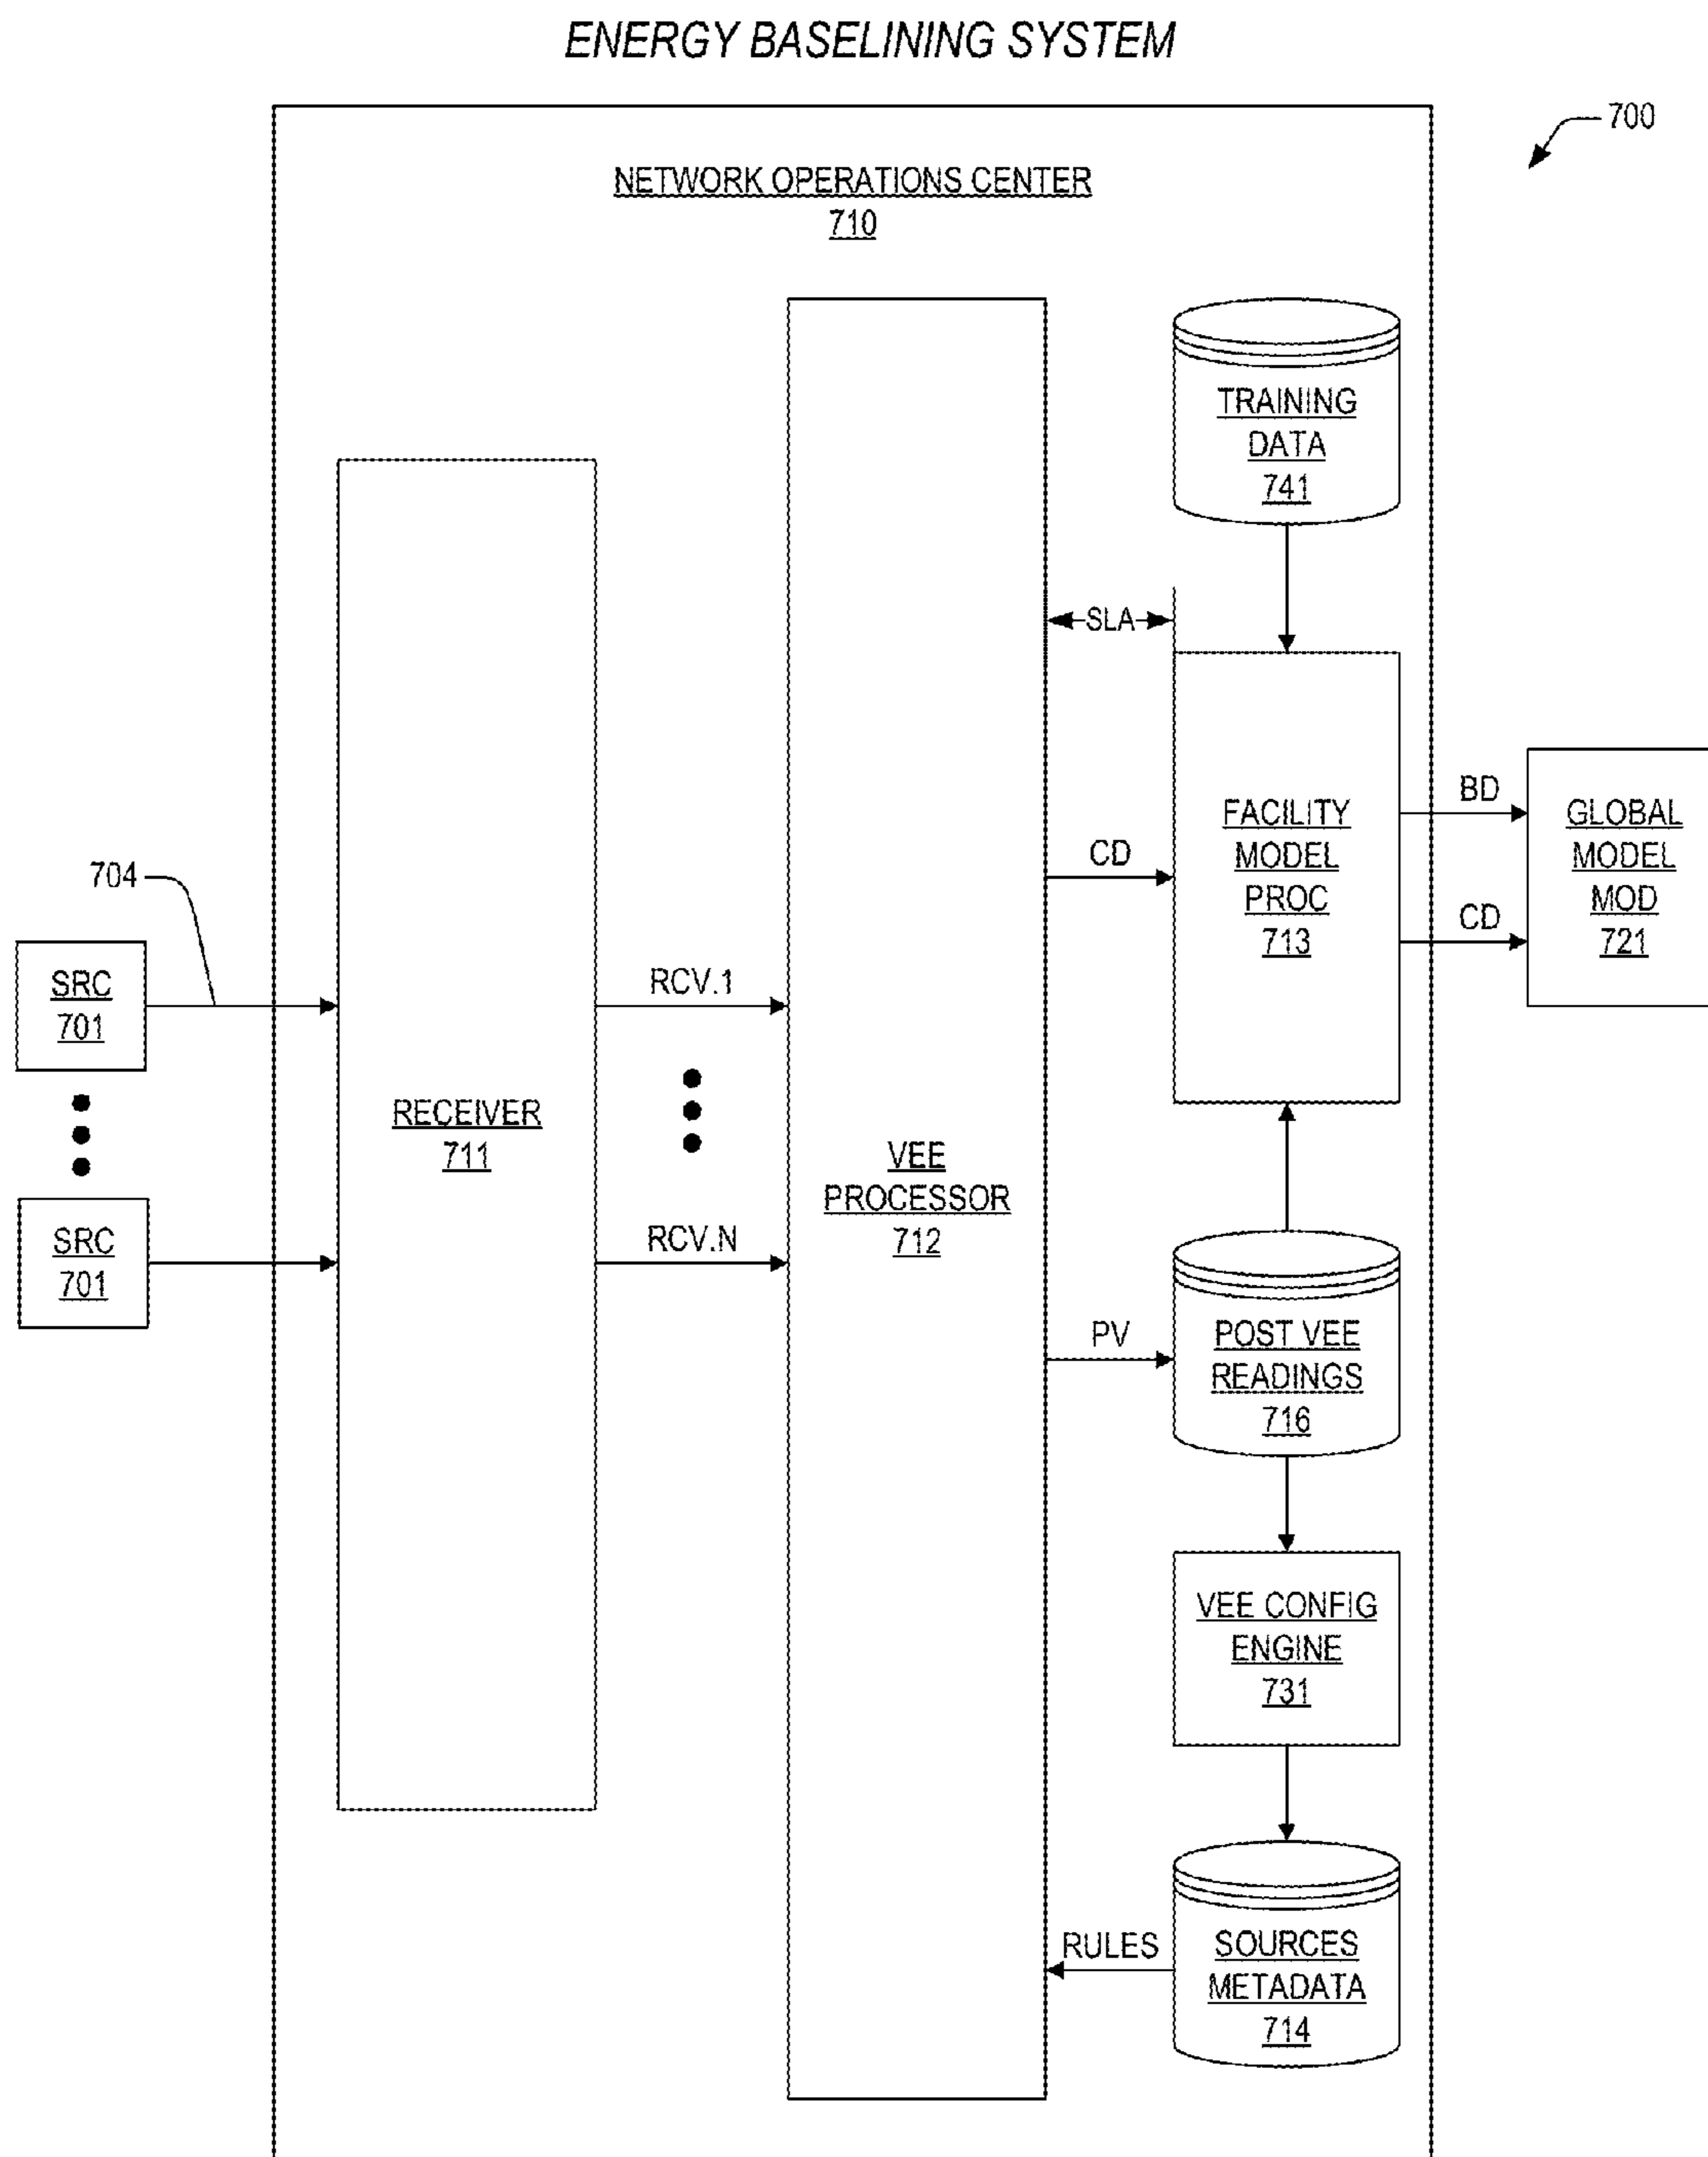 ENERGY BASELINING SYSTEM
700
NETWORK OPERATIONS CENTER
710
TRAINING
DATA
741
SLA
FACILITY
MODEL
PROC
713
BD
CD
GLOBAL
MODEL
MOD
721
CD
704
SRC
701
SRC
701
RECEIVER
711
RCV.1
RCV.N
VEE
PROCESSOR
712
PV
POST VEE
READINGS
716
VEE CONFIG
ENGINE
731
RULES
SOURCES
METADATA
714